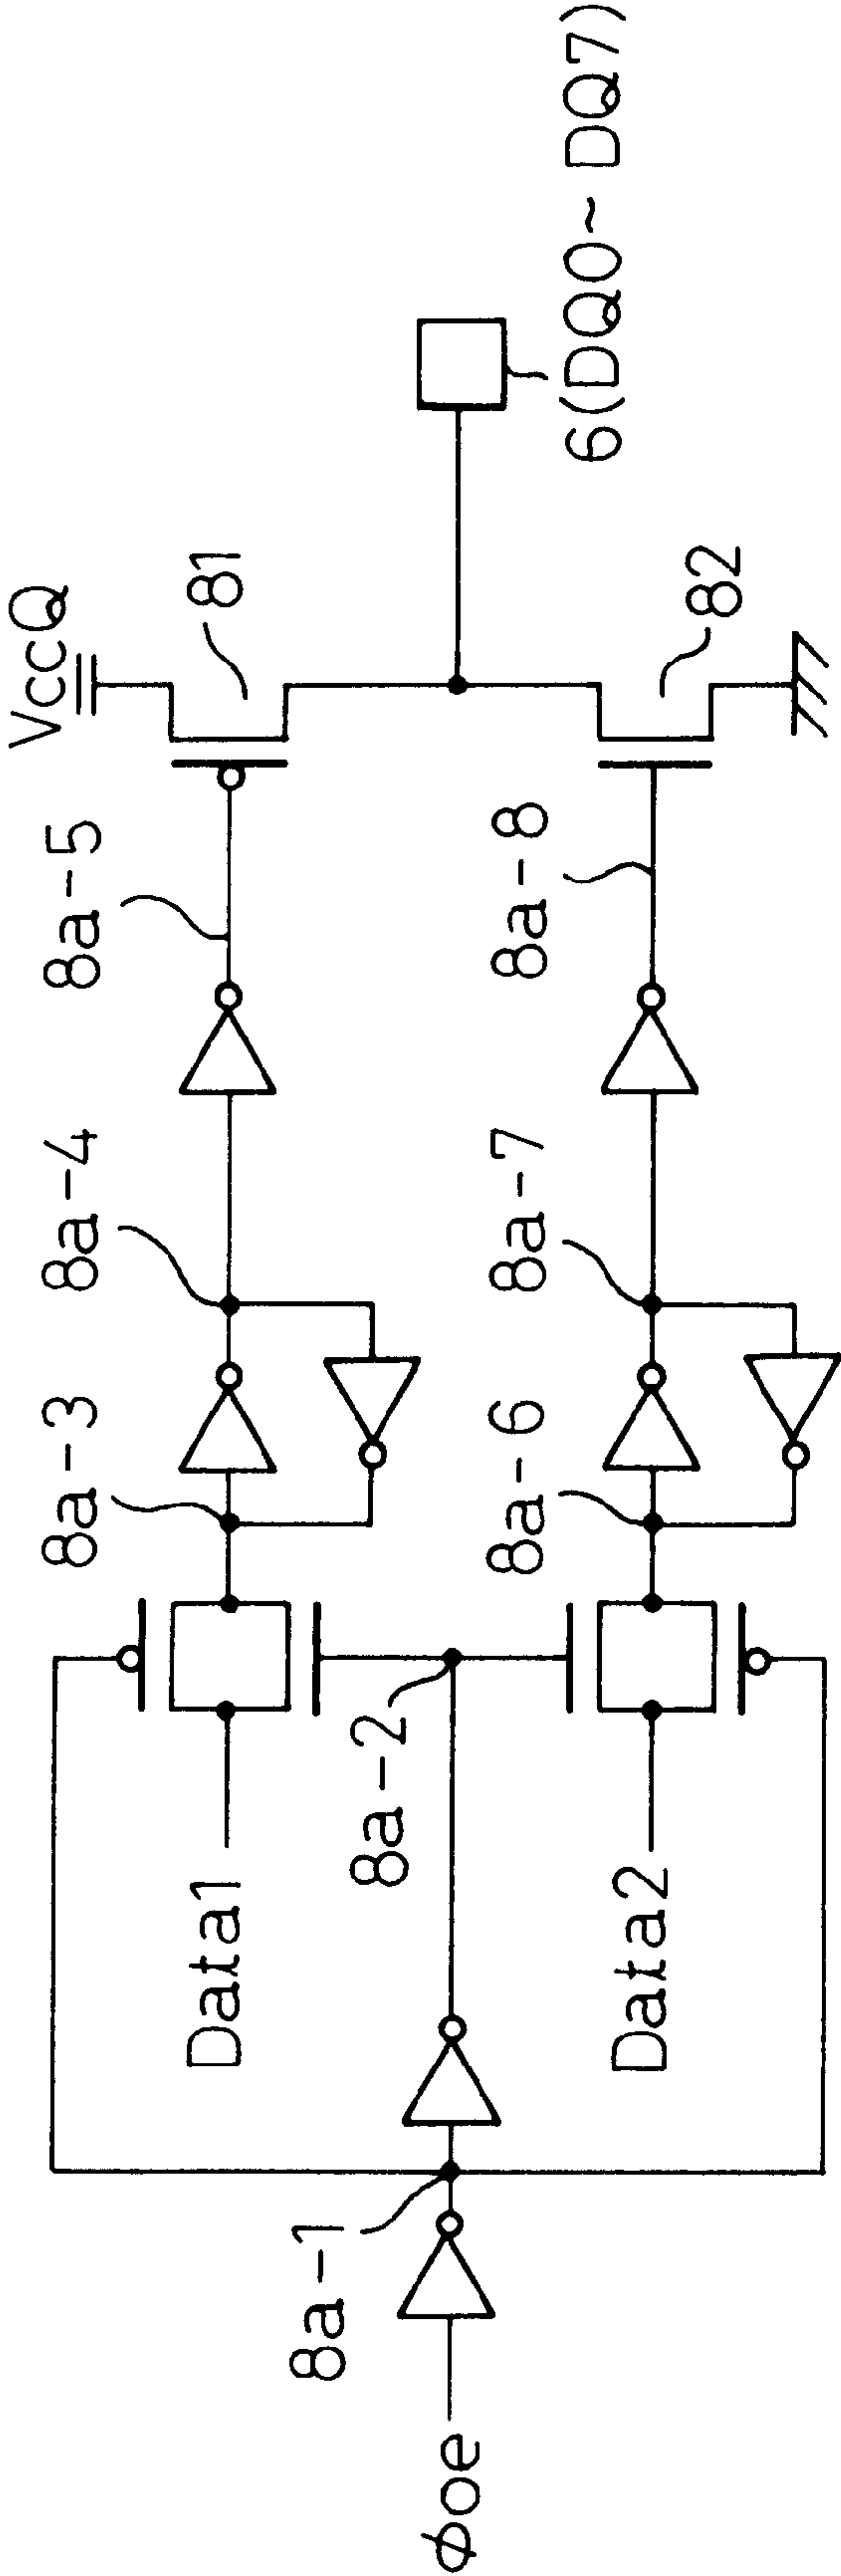 VccQ
8a-5
81
8a-4
8a-3
Data1
6(DQ0~DQ7)
8a-2
8a-1
Φoe
82
8a-8
8a-7
8a-6
Data2